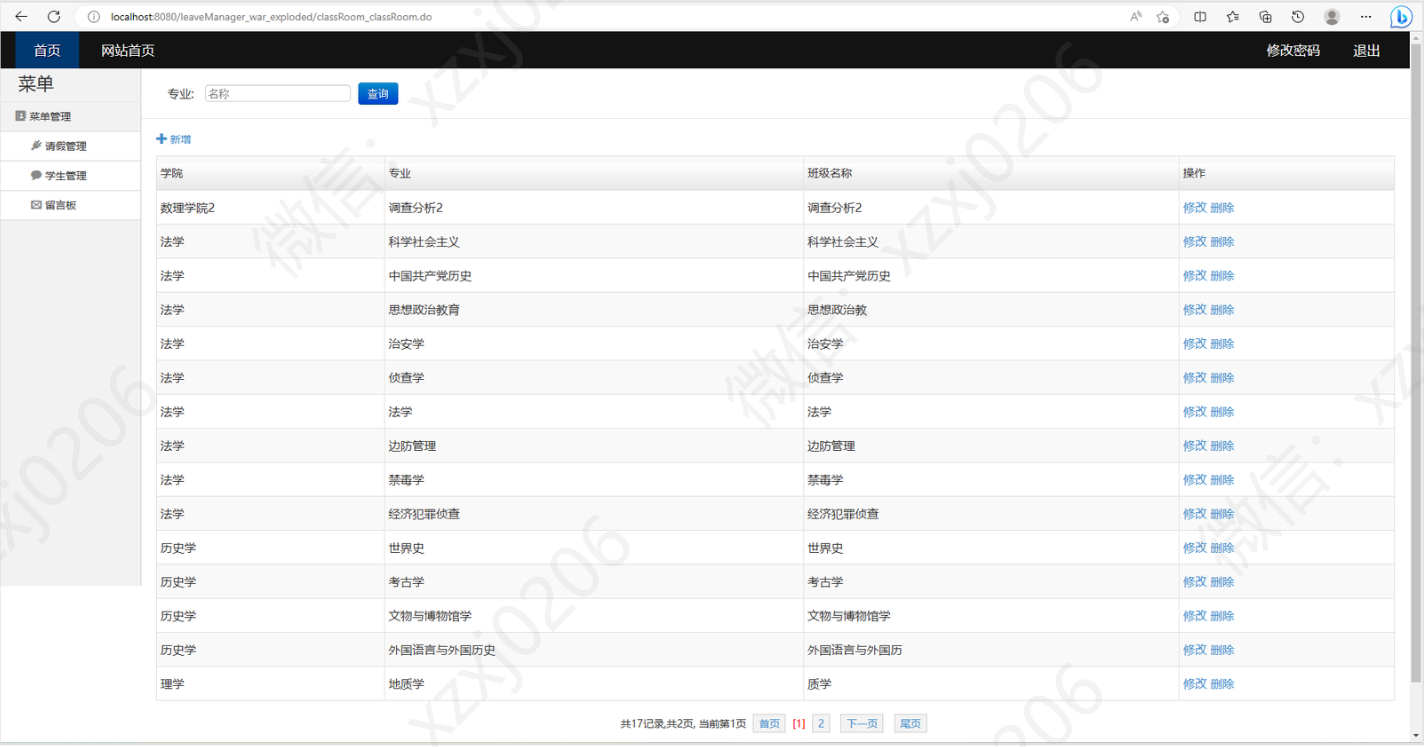 localhost:8080/leaveManager_war_exploded/classRoom_classRoom.do
首页 网站首页 修改密码 退出
菜单
菜单管理
请假管理
学生管理
留言板
专业: 名称 查询
新增
学院 专业 班级名称 操作
数理学院2 调查分析2 调查分析2 修改 删除
法学 科学社会主义 科学社会主义 修改 删除
法学 中国共产党历史 中国共产党历史 修改 删除
法学 思想政治教育 思想政治教 修改 删除
法学 治安学 治安学 修改 删除
法学 侦查学 侦查学 修改 删除
法学 法学 法学 修改 删除
法学 边防管理 边防管理 修改 删除
法学 禁毒学 禁毒学 修改 删除
法学 经济犯罪侦查 经济犯罪侦查 修改 删除
历史学 世界史 世界史 修改 删除
历史学 考古学 考古学 修改 删除
历史学 文物与博物馆学 文物与博物馆学 修改 删除
历史学 外国语言与外国历史 外国语言与外国历 修改 删除
理学 地质学 质学 修改 删除
共17记录,共2页, 当前第1页 首页 [1] 2 下一页 尾页
微信: xzxj0206
微信: xzxj0206
微信: xzxj0206
xzxj0206